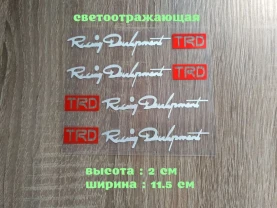 светоотражающая
Racing Development TRD
Racing Development TRD
TRD Racing Development
TRD Racing Development
высота : 2 см
ширина : 11.5 см